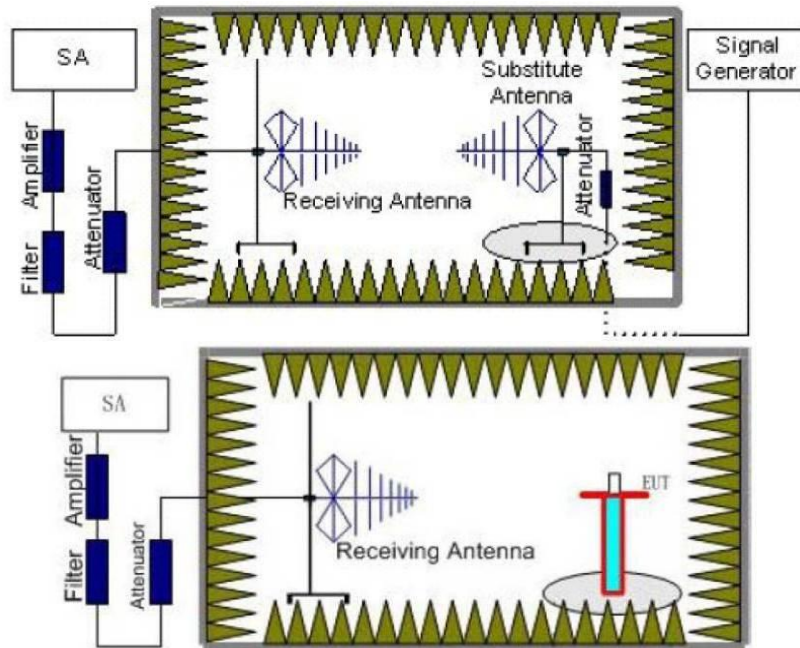 SA
Signal
Generator
Substitute
Antenna
Amplifier
Attenuator
Attenuator
Filter
Receiving Antenna
SA
Amplifier
EUT
Filter
Attenuator
Receiving Antenna